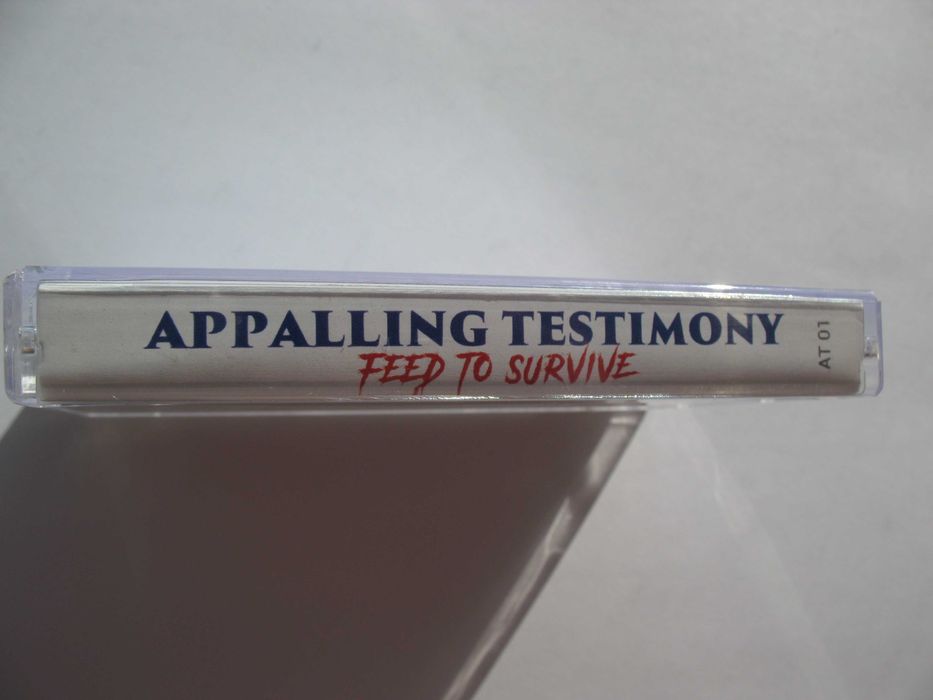 APPALLING TESTIMONY
FEED TO SURVIVE
AT 01